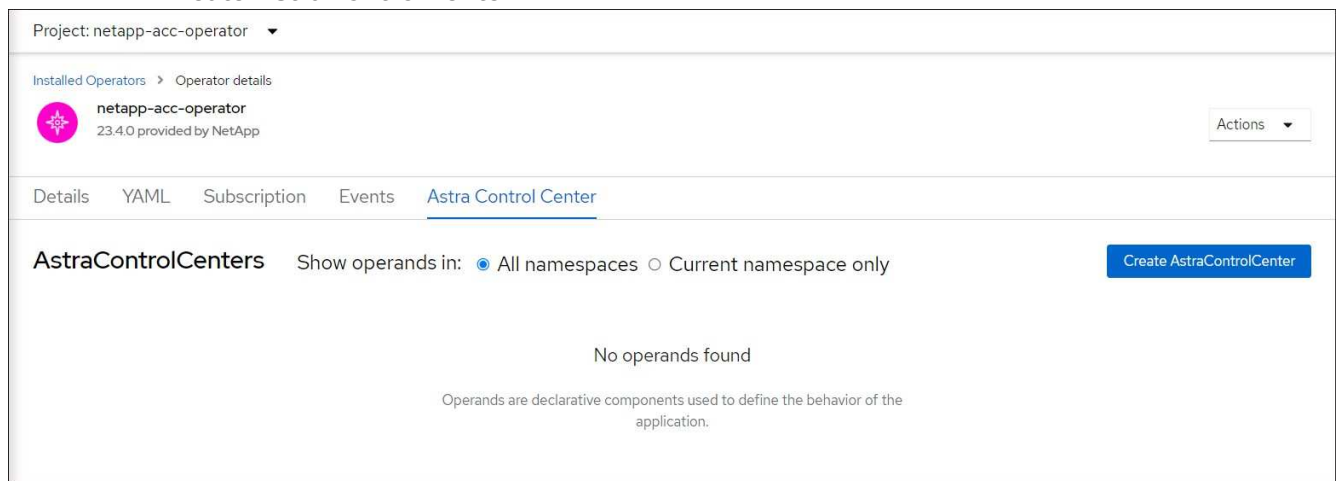 Project: netapp-acc-operator
Installed Operators > Operator details
netapp-acc-operator
23.4.0 provided by NetApp
Actions
Details YAML Subscription Events Astra Control Center
AstraControlCenters Show operands in: All namespaces Current namespace only Create AstraControlCenter
No operands found
Operands are declarative components used to define the behavior of the
application.